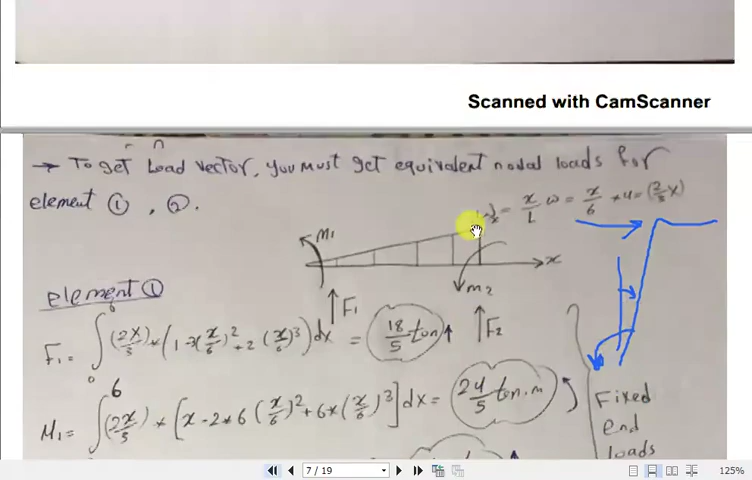 Scanned with CamScanner
→ To get Load vector, you must get equivalent nodal loads for
element ①, ②.
Wx = x/L w = x/6 *4 = (2/3 x)
M1
x
m2
element ①
F1
F2
F1 = ∫ (2x/3) * (1-3(x/6)^2 +2 (x/6)^3) dx = 18/5 ton ↑
6
M1 = ∫ (2x/3) * [x-2*6 (x/6)^2 + 6*(x/6)^3] dx = 24/5 ton.m
0
Fixed
end
loads
7 / 19
125%